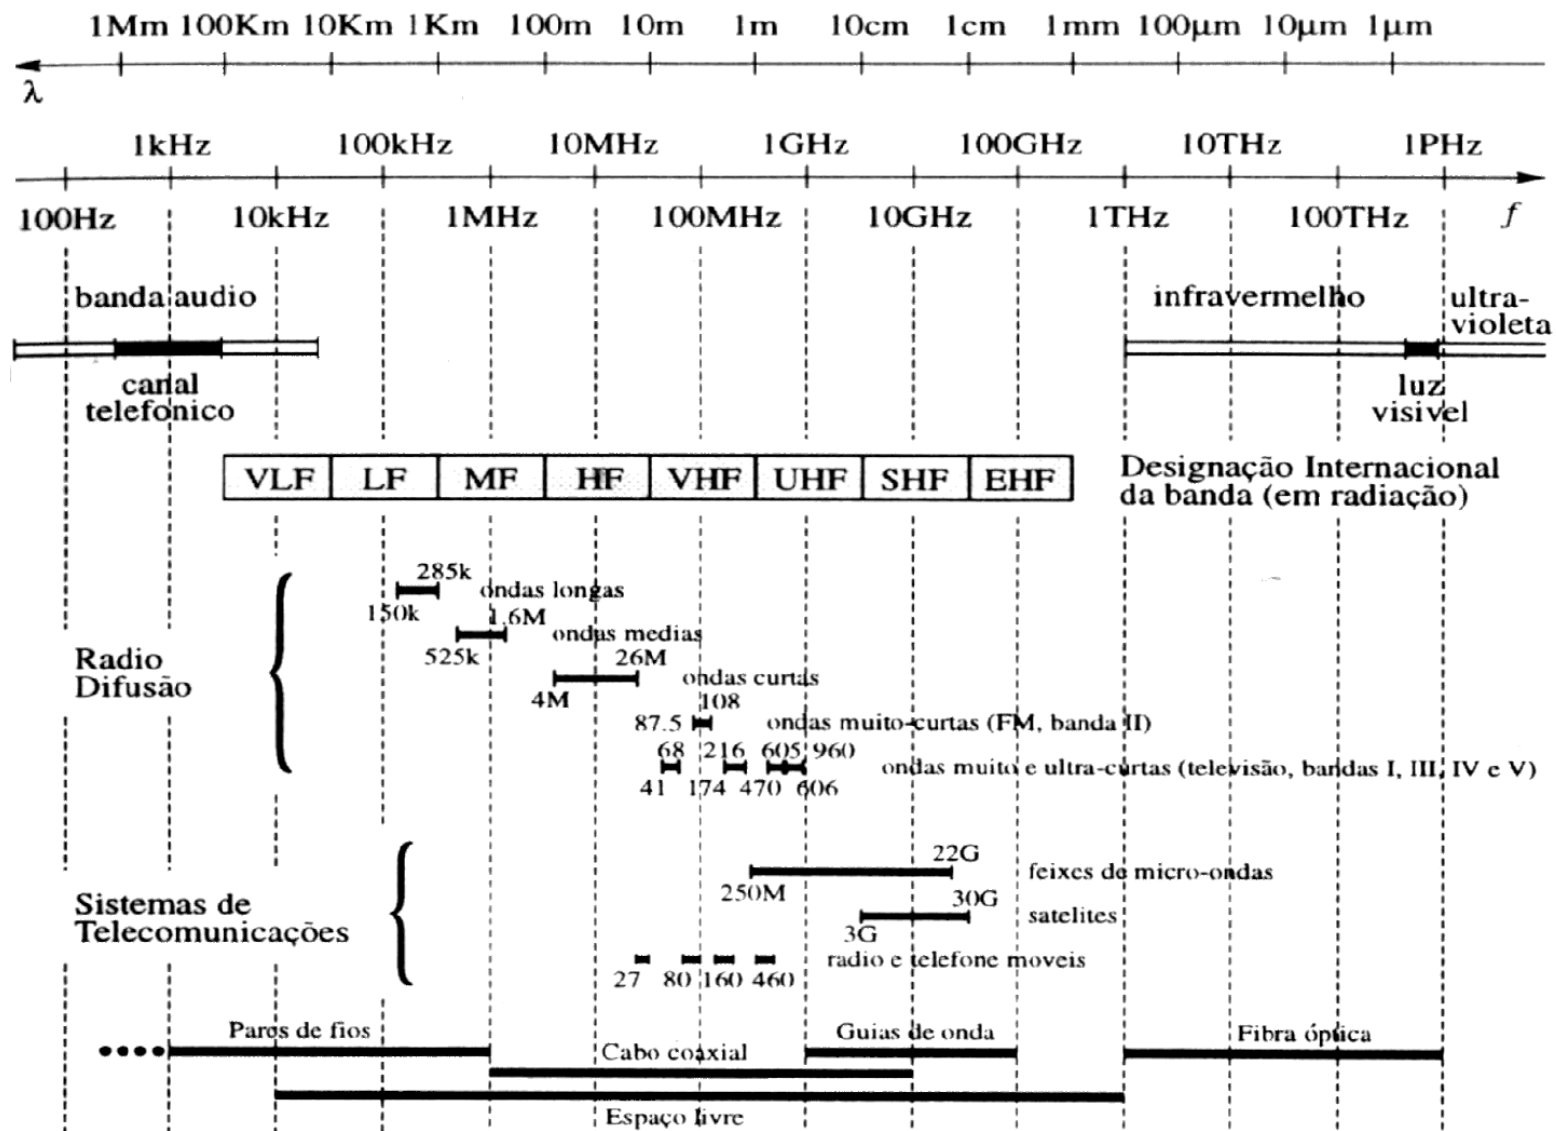 1Mm 100Km 10Km 1Km 100m 10m 1m 10cm 1cm 1mm 100µm 10µm 1µm
λ
1kHz 100kHz 10MHz 1GHz 100GHz 10THz 1PHz
100Hz 10kHz 1MHz 100MHz 10GHz 1THz 100THz f
banda audio infravermelho ultra-
violeta
canal luz
telefonico visivel
VLF LF MF HF VHF UHF SHF EHF Designação Internacional
da banda (em radiação)
285k
ondas longas
150k 1.6M
ondas medias
525k 26M
Radio
Difusão
ondas curtas
4M 108
87.5 ondas muito-curtas (FM, banda II)
68 216 605 960
ondas muito e ultra-curtas (televisão, bandas I, III, IV e V)
41 174 470 606
22G
feixes de micro-ondas
250M 30G
Sistemas de
Telecomunicações
satelites
3G
radio e telefone moveis
27 80 160 460
Pares de fios Guias de onda Fibra óptica
Cabo coaxial
Espaço livre